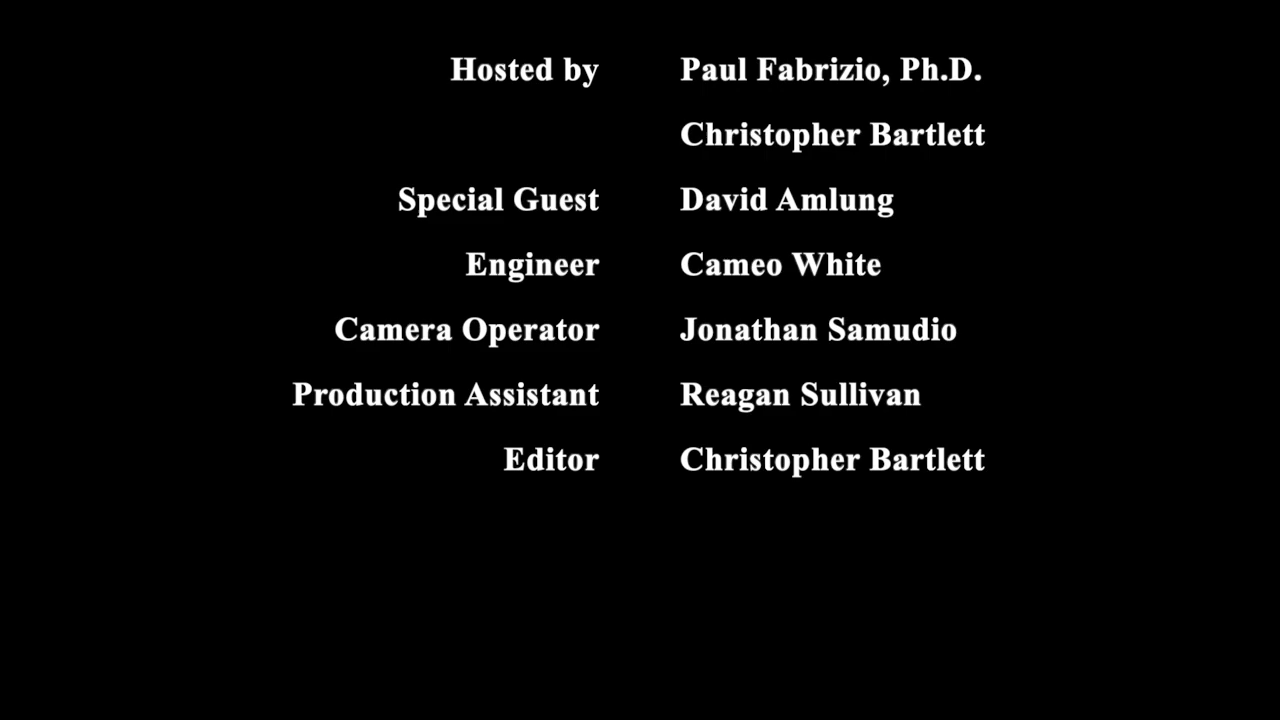 Hosted by Paul Fabrizio, Ph.D.
Christopher Bartlett
Special Guest David Amlung
Engineer Cameo White
Camera Operator Jonathan Samudio
Production Assistant Reagan Sullivan
Editor Christopher Bartlett